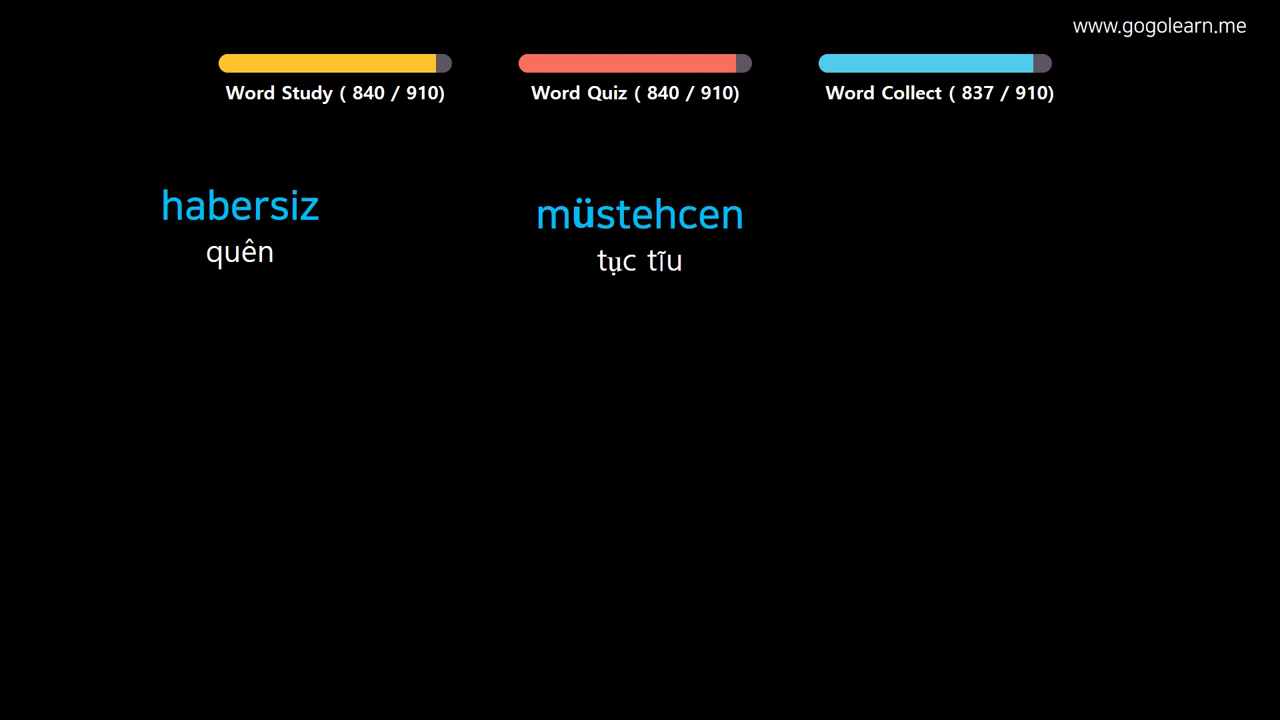 www.gogolearn.me
Word Study ( 840 / 910)
Word Quiz ( 840 / 910)
Word Collect ( 837 / 910)
habersiz
quên
müstehcen
tục tĩu